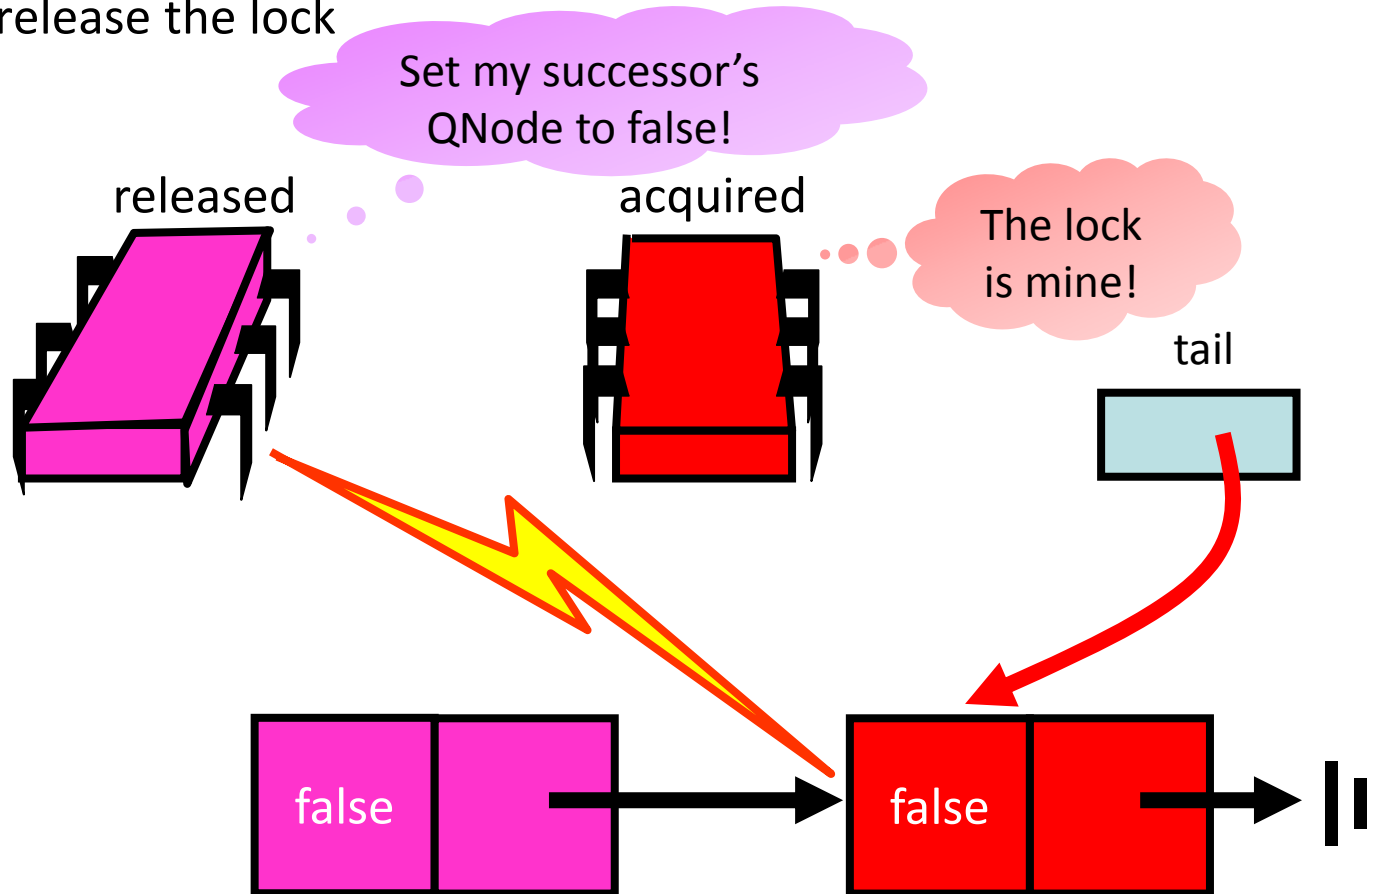 release the lock
Set my successor’s
QNode to false!
released
acquired
The lock
is mine!
tail
false
false